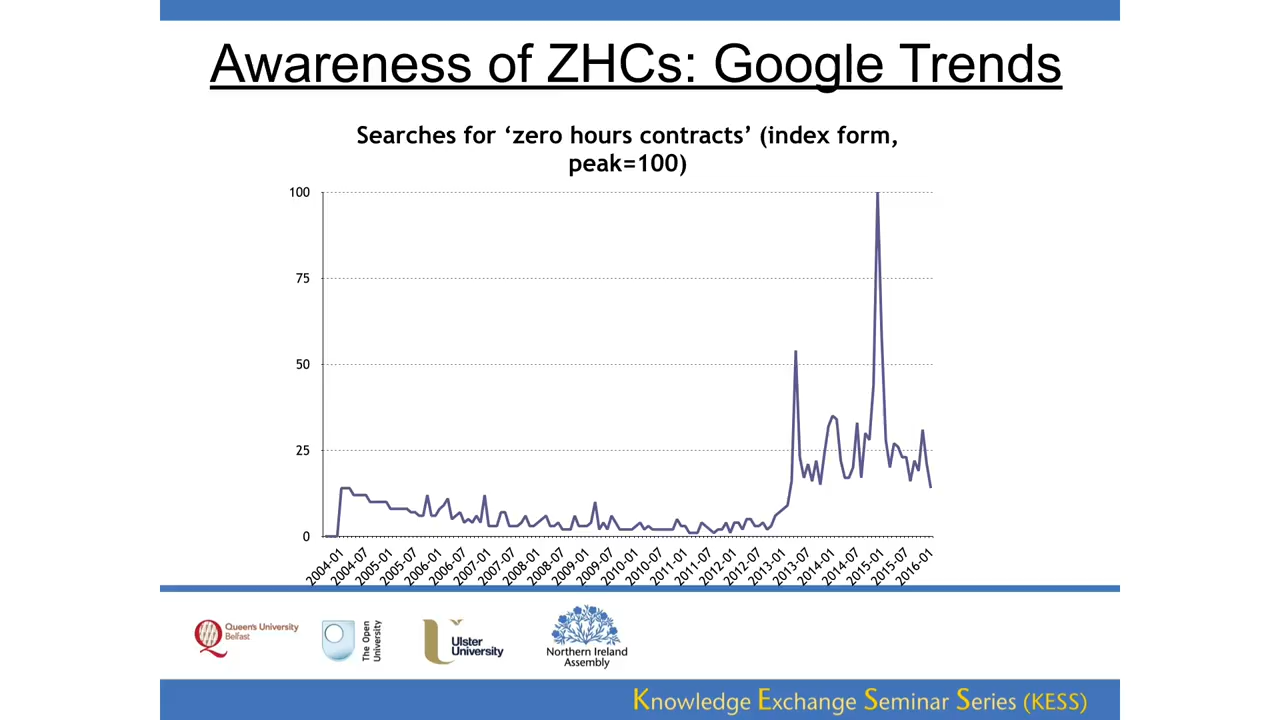 Awareness of ZHCs: Google Trends
Searches for ‘zero hours contracts’ (index form,
peak=100)
100
75
50
25
0
2004-01
2004-07
2005-01
2005-07
2006-01
2006-07
2007-01
2007-07
2008-01
2008-07
2009-01
2009-07
2010-01
2010-07
2011-01
2011-07
2012-01
2012-07
2013-01
2013-07
2014-01
2014-07
2015-01
2015-07
2016-01
Queen's University
Belfast
The Open
University
Ulster
University
Northern Ireland
Assembly
Knowledge Exchange Seminar Series (KESS)